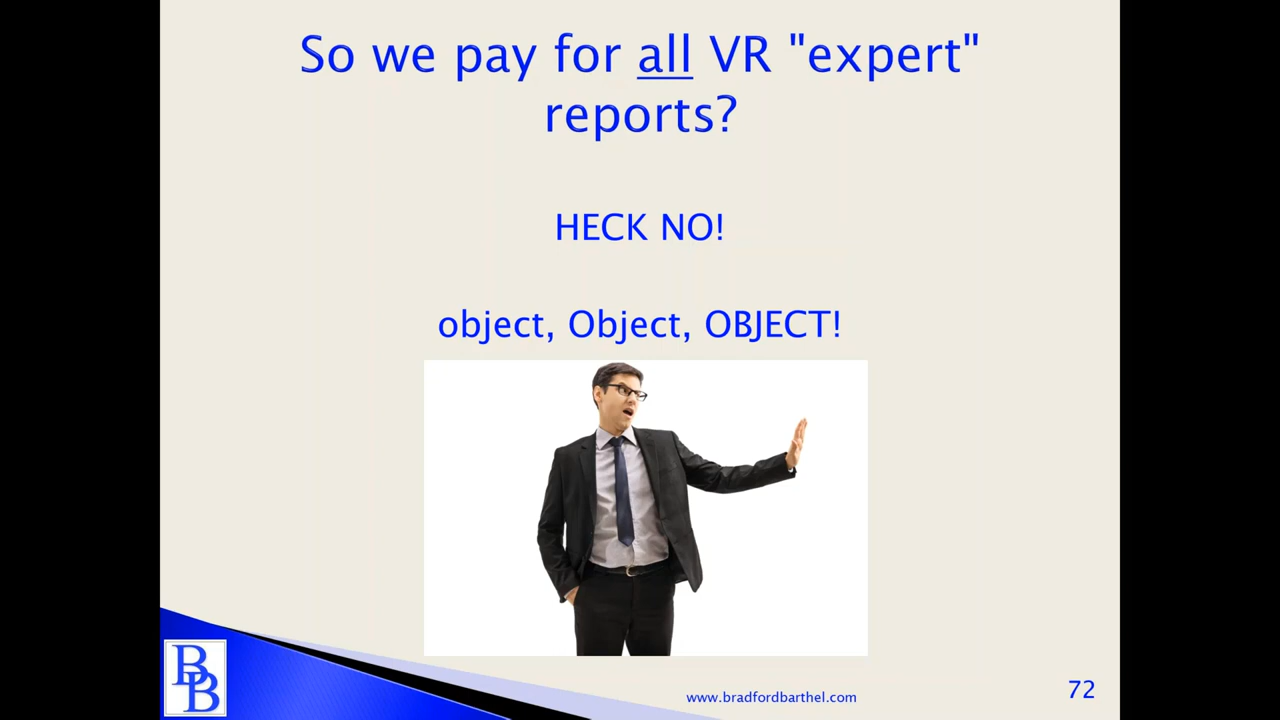 So we pay for all VR "expert"
reports?
HECK NO!
object, Object, OBJECT!
BB
www.bradfordbarthel.com
72